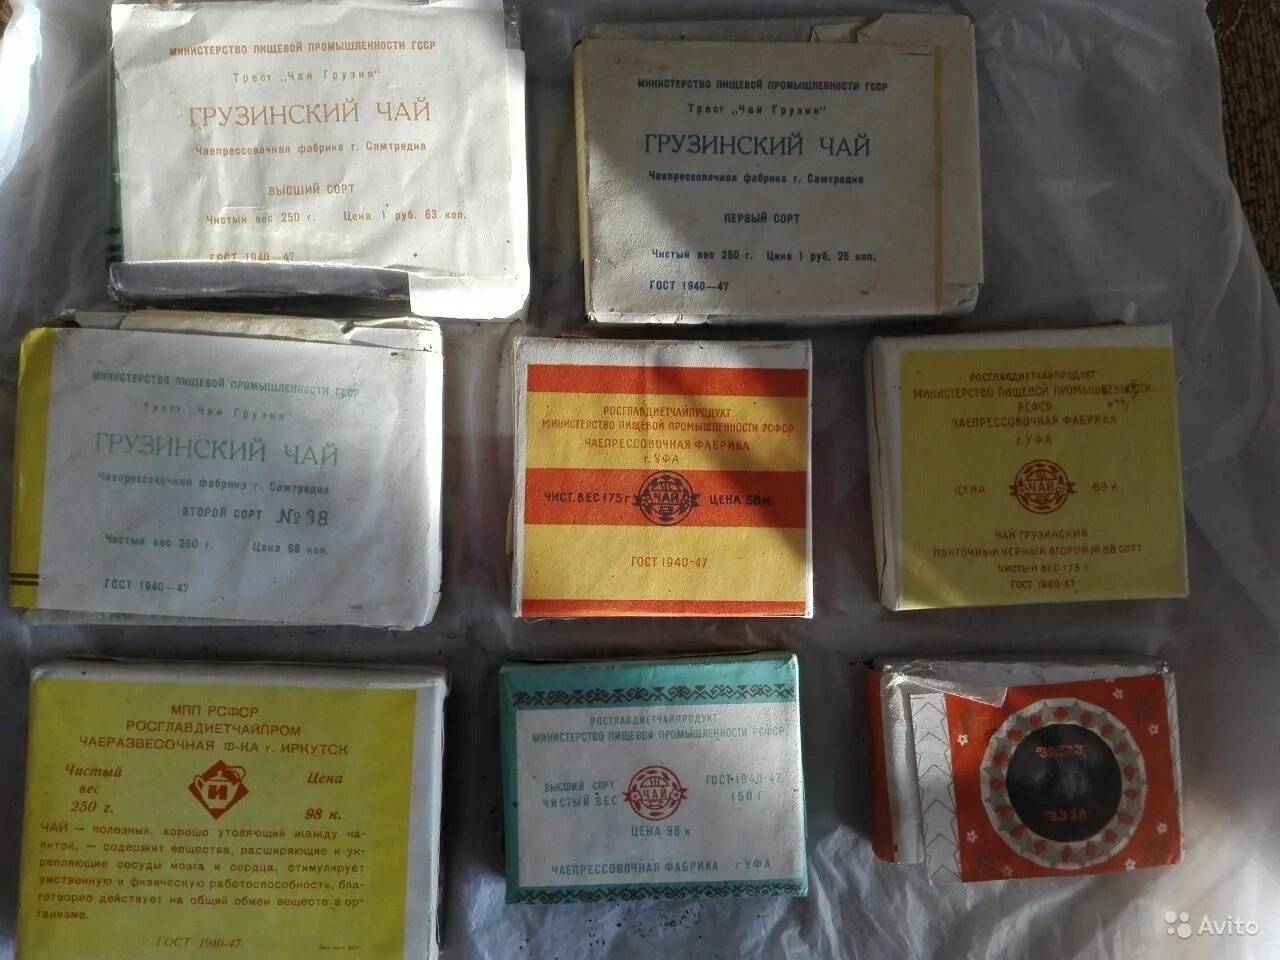 МИНИСТЕРСТВО ПИЩЕВОЙ ПРОМЫШЛЕННОСТИ ГССР
Трест „Чай Грузия"
ГРУЗИНСКИЙ ЧАЙ
Чаепрессовочная фабрика г. Самтредиа
ВЫСШИЙ СОРТ
Чистый вес 250 г. Цена 1 руб. 63 коп.
ГОСТ 1940-47
МИНИСТЕРСТВО ПИЩЕВОЙ ПРОМЫШЛЕННОСТИ ГССР
Трест „Чай Грузии"
ГРУЗИНСКИЙ ЧАЙ
Чаепрессовочная фабрика г. Самтредиа
ПЕРВЫЙ СОРТ
Чистый вес 250 г. Цена 1 руб. 25 коп.
ГОСТ 1940—47
МИНИСТЕРСТВО ПИЩЕВОЙ ПРОМЫШЛЕННОСТИ ГССР
Трест „Чай Грузия"
ГРУЗИНСКИЙ ЧАЙ
Чаепрессовочная фабрика г. Самтредиа
ВТОРОЙ СОРТ №
Чистый вес 250 г. Цена 98 коп.
ГОСТ 1940—47
РОСГЛАВДИЕТЧАЙПРОДУКТ
МИНИСТЕРСТВО ПИЩЕВОЙ ПРОМЫШЛЕННОСТИ РСФСР
ЧАЕПРЕССОВОЧНАЯ ФАБРИКА
г. УФА
ЧИСТ. ВЕС 175 г ЧАЙ ЦЕНА 58 к.
ГОСТ 1940-47
РОСГЛАВДИЕТЧАЙПРОДУКТ
МИНИСТЕРСТВО ПИЩЕВОЙ ПРОМЫШЛЕННОСТИ
РСФСР
ЧАЕПРЕССОВОЧНАЯ ФАБРИКА
г. УФА
ЦЕНА ЧАЙ 69 к
ЧАЙ ГРУЗИНСКИЙ
ПЛИТОЧНЫЙ ЧЕРНЫЙ ВТОРОЙ № СОРТ
ЧИСТЫЙ ВЕС 175 г
ГОСТ 1940-47
МПП РСФСР
РОСГЛАВДИЕТЧАЙПРОМ
ЧАЕРАЗВЕСОЧНАЯ Ф-КА г. ИРКУТСК
Чистый Цена
вес И
250 г. 98 к.
ЧАЙ — полезный, хорошо утоляющий жажду на-
питок, — содержит вещества, расширяющие и ук-
репляющие сосуды мозга и сердца, стимулирует
умственную и физическую работоспособность, бла-
готворно действует на общий обмен веществ в ор-
ганизме.
ГОСТ 1940-47
РОСГЛАВДИЕТЧАЙПРОДУКТ
МИНИСТЕРСТВО ПИЩЕВОЙ ПРОМЫШЛЕННОСТИ РСФСР
ВЫСШИЙ СОРТ ЧАЙ ГОСТ 1940-47
ЧИСТЫЙ ВЕС 150 Г
ЦЕНА 98 к
ЧАЕПРЕССОВОЧНАЯ ФАБРИКА г УФА
Avito